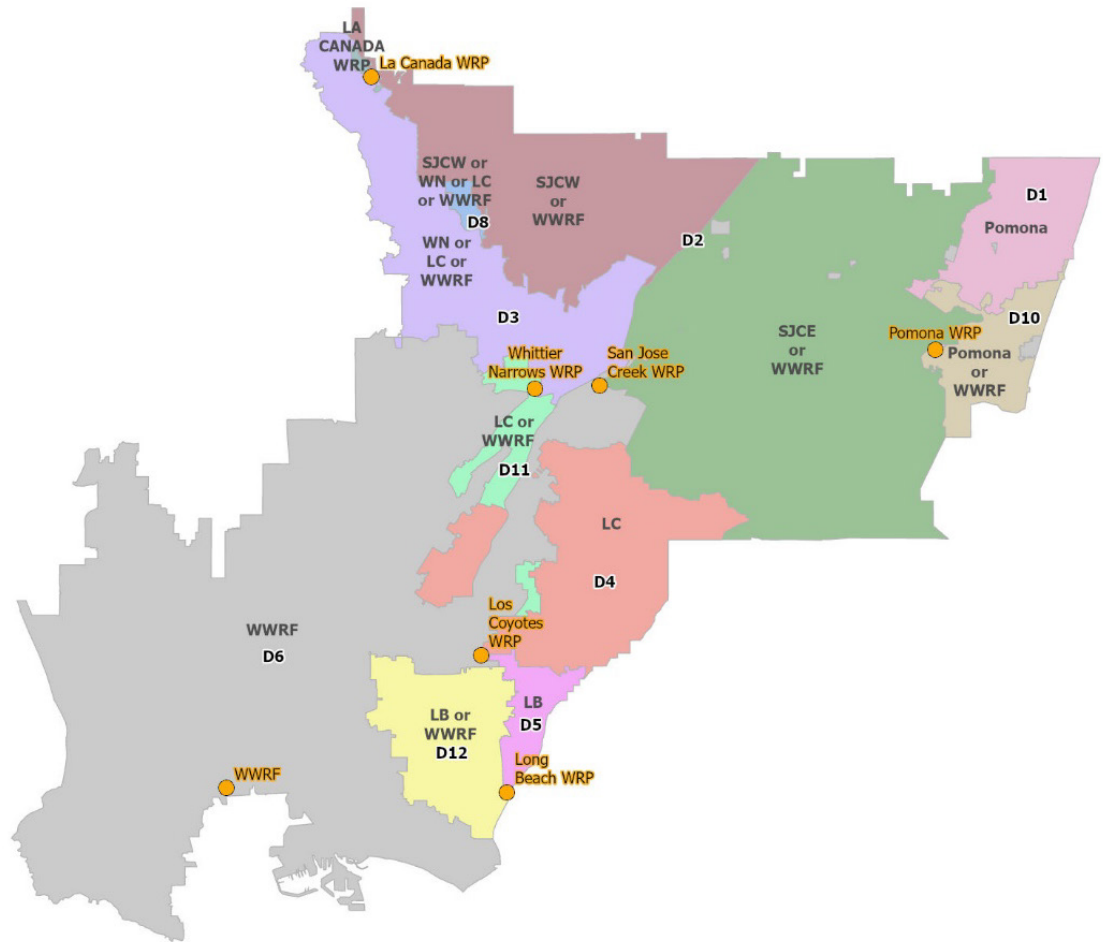 LA
CANADA
WRP
La Canada WRP
SJCW or
WN or LC
or WWRF
SJCW
or
WWRF
D8
D2
D1
Pomona
WN or
LC or
WWRF
D3
D10
SJCE
or
WWRF
Pomona WRP
Pomona
or
WWRF
Whittier
Narrows WRP
San Jose
Creek WRP
LC or
WWRF
D11
LC
D4
Los
Coyotes
WRP
WWRF
D6
LB or
WWRF
D12
LB
D5
Long
Beach WRP
WWRF